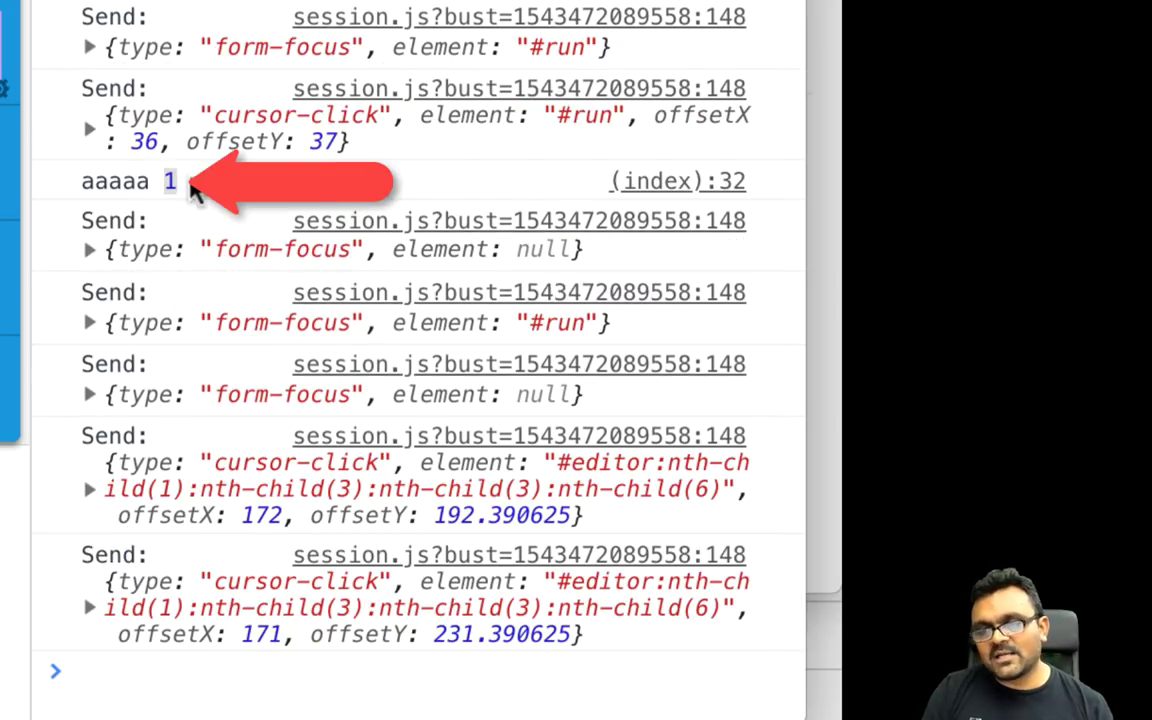 Send: session.js?bust=1543472089558:148
{type: "form-focus", element: "#run"}
Send: session.js?bust=1543472089558:148
{type: "cursor-click", element: "#run", offsetX
: 36, offsetY: 37}
aaaaa 1 (index):32
Send: session.js?bust=1543472089558:148
{type: "form-focus", element: null}
Send: session.js?bust=1543472089558:148
{type: "form-focus", element: "#run"}
Send: session.js?bust=1543472089558:148
{type: "form-focus", element: null}
Send: session.js?bust=1543472089558:148
{type: "cursor-click", element: "#editor:nth-ch
ild(1):nth-child(3):nth-child(3):nth-child(6)",
offsetX: 172, offsetY: 192.390625}
Send: session.js?bust=1543472089558:148
{type: "cursor-click", element: "#editor:nth-ch
ild(1):nth-child(3):nth-child(3):nth-child(6)",
offsetX: 171, offsetY: 231.390625}